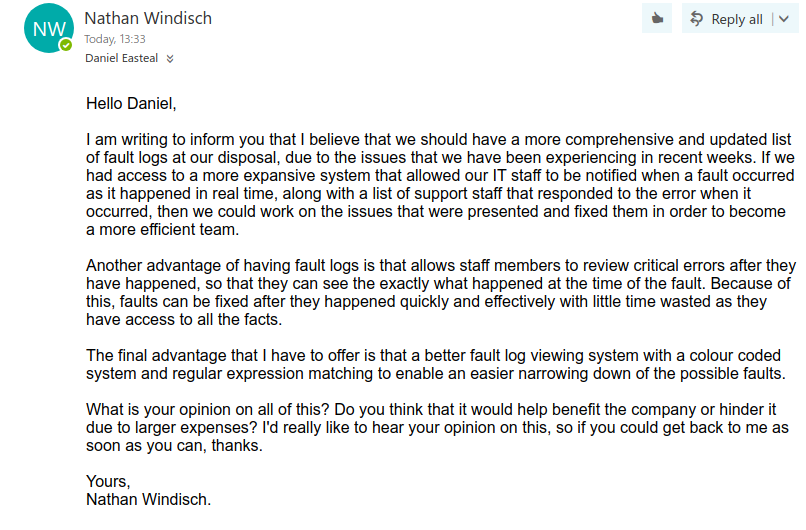 NW
Nathan Windisch
Today, 13:33
Daniel Easteal
Reply all
Hello Daniel,
I am writing to inform you that I believe that we should have a more comprehensive and updated list
of fault logs at our disposal, due to the issues that we have been experiencing in recent weeks. If we
had access to a more expansive system that allowed our IT staff to be notified when a fault occurred
as it happened in real time, along with a list of support staff that responded to the error when it
occurred, then we could work on the issues that were presented and fixed them in order to become
a more efficient team.
Another advantage of having fault logs is that allows staff members to review critical errors after they
have happened, so that they can see the exactly what happened at the time of the fault. Because of
this, faults can be fixed after they happened quickly and effectively with little time wasted as they
have access to all the facts.
The final advantage that I have to offer is that a better fault log viewing system with a colour coded
system and regular expression matching to enable an easier narrowing down of the possible faults.
What is your opinion on all of this? Do you think that it would help benefit the company or hinder it
due to larger expenses? I'd really like to hear your opinion on this, so if you could get back to me as
soon as you can, thanks.
Yours,
Nathan Windisch.